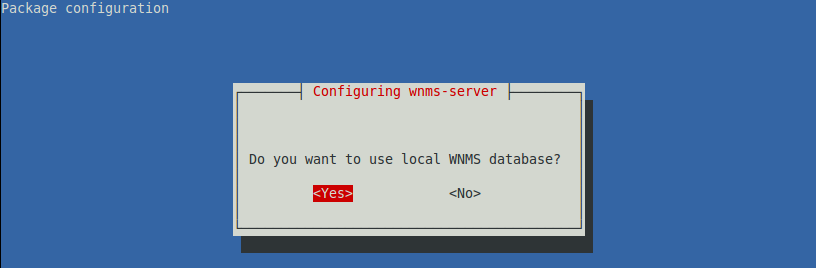 Package configuration
Configuring wnms-server
Do you want to use local WNMS database?
<Yes> <No>